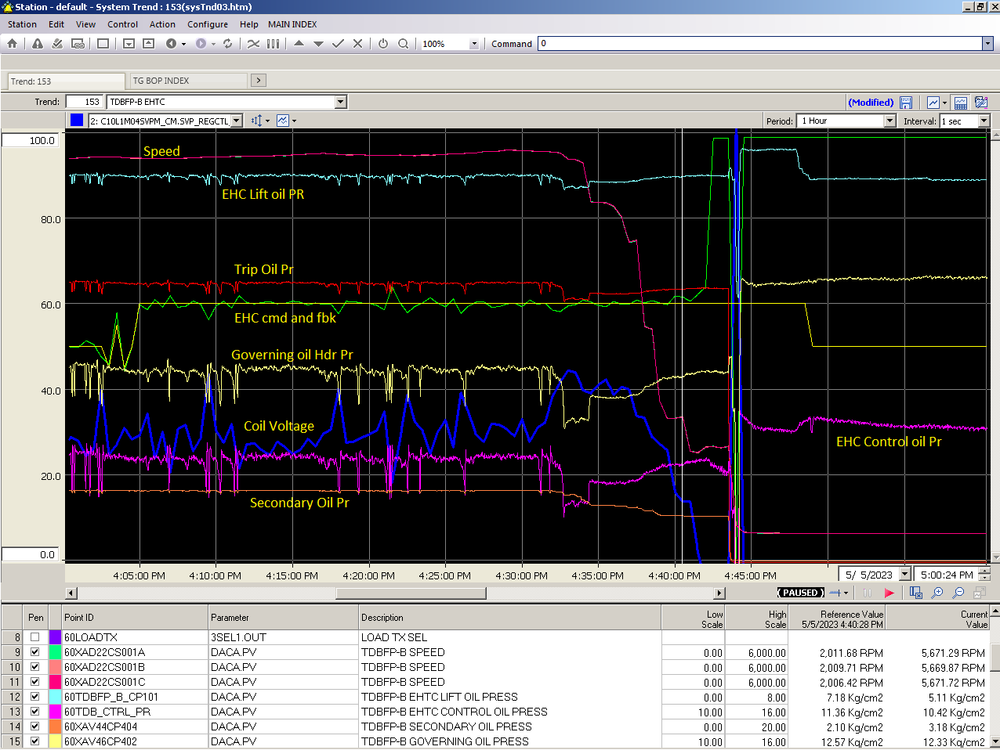 Station - default - System Trend : 153(sysTnd03.htm)
Station Edit View Control Action Configure Help MAIN INDEX
100% Command 0
Trend: 153 TG BOP INDEX
Trend: 153 TDBFP-B EHTC (Modified)
2: C10L1M04SVPM_CM.SVP_REGCTL Period: 1 Hour Interval: 1 sec
100.0
Speed
EHC Lift oil PR
80.0
Trip Oil Pr
60.0
EHC cmd and fbk
Governing oil Hdr Pr
40.0
Coil Voltage
EHC Control oil Pr
20.0
Secondary Oil Pr
0.0
4:05:00 PM 4:10:00 PM 4:15:00 PM 4:20:00 PM 4:25:00 PM 4:30:00 PM 4:35:00 PM 4:40:00 PM 4:45:00 PM 5/ 5/2023 5:00:24 PM
(PAUSED)
Pen Point ID Parameter Description Low Scale High Scale Reference Value 5/5/2023 4:40:28 PM Current Value
8 60LOADTX 3SEL1.OUT LOAD TX SEL
9 60XAD22CS001A DACA.PV TDBFP-B SPEED 0.00 6,000.00 2,011.68 RPM 5,671.29 RPM
10 60XAD22CS001B DACA.PV TDBFP-B SPEED 0.00 6,000.00 2,009.71 RPM 5,669.87 RPM
11 60XAD22CS001C DACA.PV TDBFP-B SPEED 0.00 6,000.00 2,006.42 RPM 5,671.72 RPM
12 60TDBFP_B_CP101 DACA.PV TDBFP-B EHTC LIFT OIL PRESS 0.00 8.00 7.18 Kg/cm2 5.11 Kg/cm2
13 60TDB_CTRL_PR DACA.PV TDBFP-B EHTC CONTROL OIL PRESS 10.00 16.00 11.36 Kg/cm2 10.42 Kg/cm2
14 60XAV44CP404 DACA.PV TDBFP-B SECONDARY OIL PRESS 0.00 20.00 2.10 Kg/cm2 3.18 Kg/cm2
15 60XAV46CP402 DACA.PV TDBFP-B GOVERNING OIL PRESS 10.00 16.00 12.57 Kg/cm2 12.33 Kg/cm2